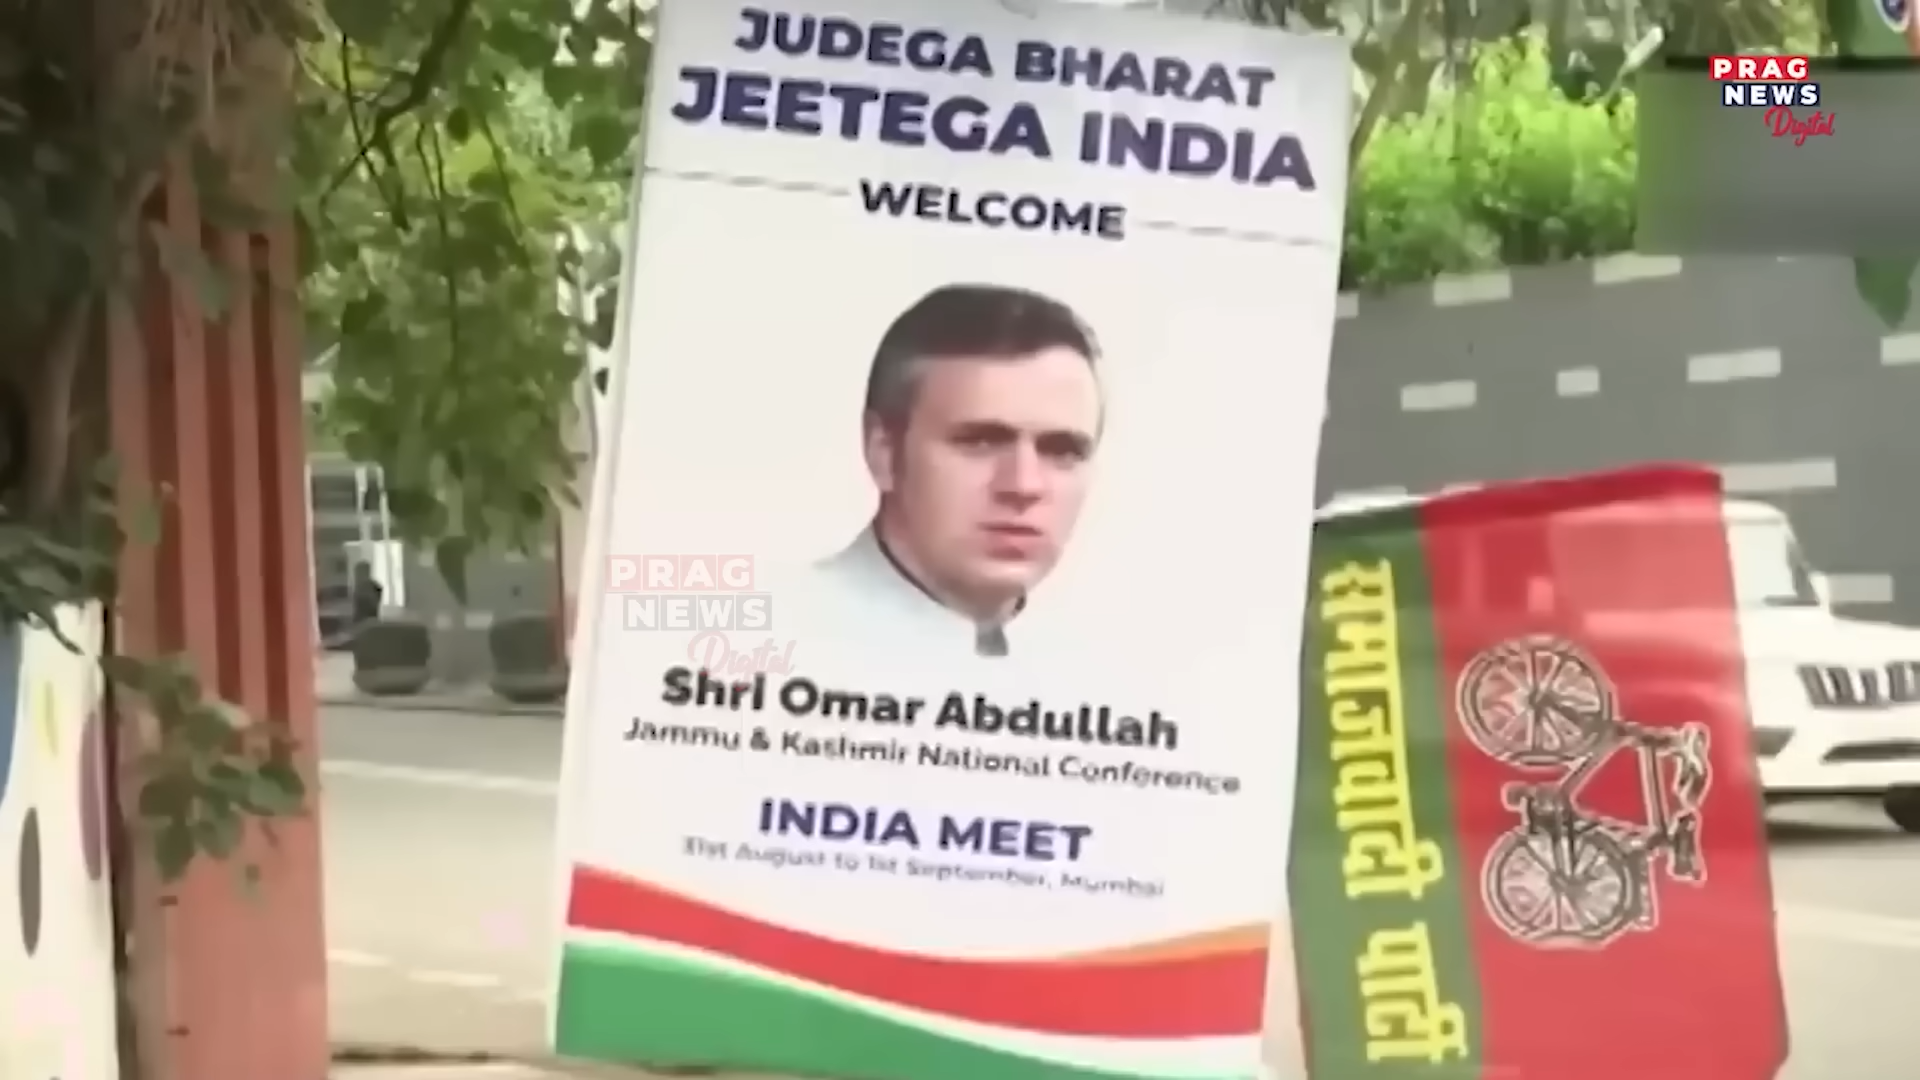 JUDEGA BHARAT
JEETEGA INDIA
WELCOME
Shri Omar Abdullah
Jammu & Kashmir National Conference
INDIA MEET
31st August to 1st September, Mumbai
समाजवादी पार्टी
PRAG
NEWS
Digital
PRAG
NEWS
Digital